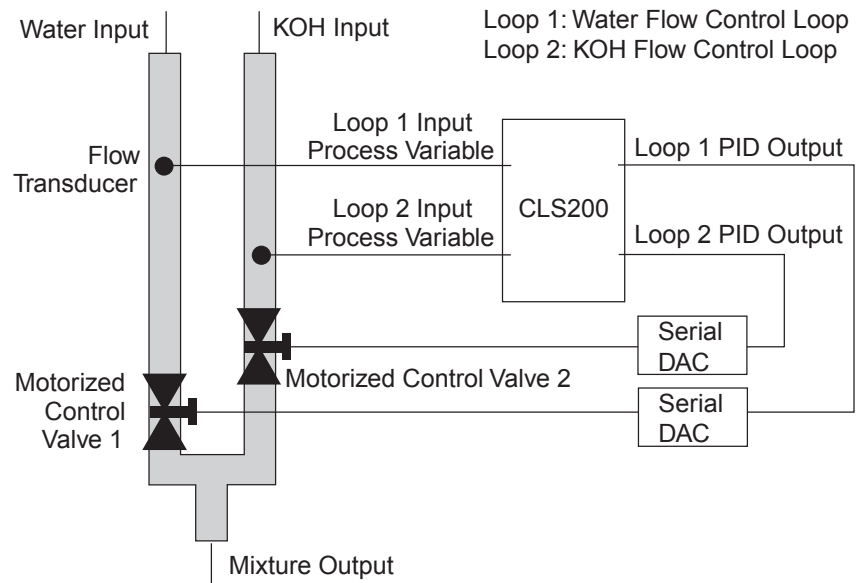 Water Input
KOH Input
Loop 1: Water Flow Control Loop
Loop 2: KOH Flow Control Loop
Flow
Transducer
Loop 1 Input
Process Variable
Loop 2 Input
Process Variable
CLS200
Loop 1 PID Output
Loop 2 PID Output
Serial
DAC
Motorized Control Valve 2
Motorized
Control
Valve 1
Serial
DAC
Mixture Output